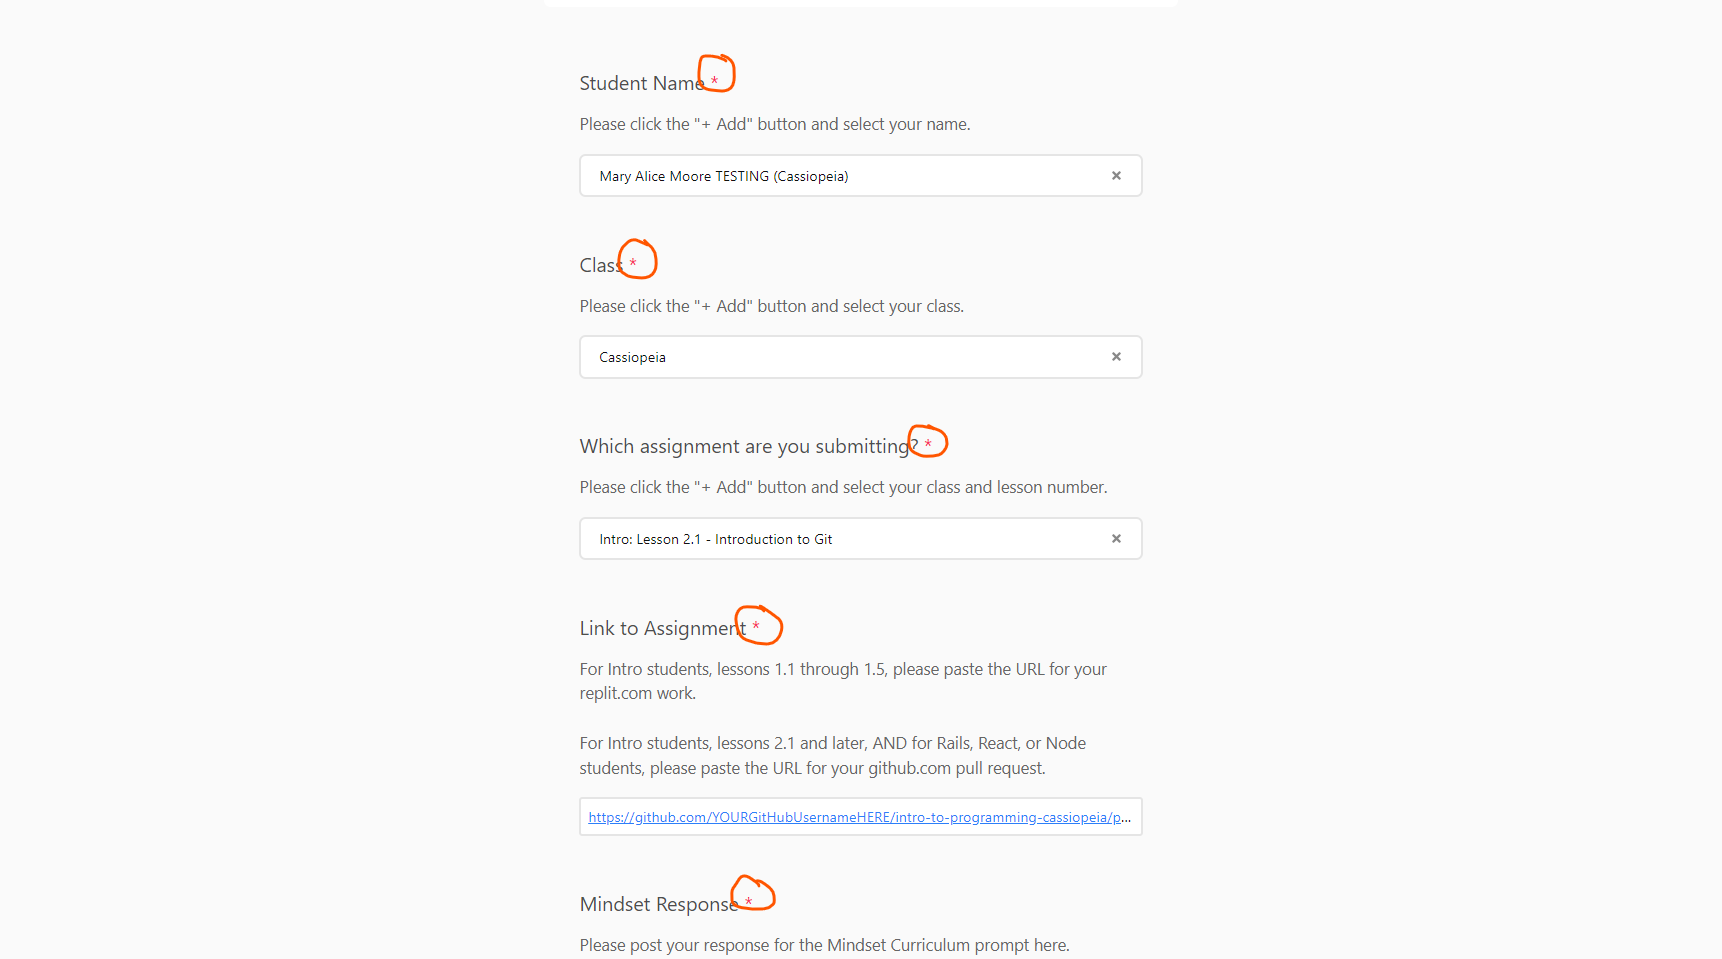 Student Name *
Please click the "+ Add" button and select your name.
Mary Alice Moore TESTING (Cassiopeia)
Class *
Please click the "+ Add" button and select your class.
Cassiopeia
Which assignment are you submitting? *
Please click the "+ Add" button and select your class and lesson number.
Intro: Lesson 2.1 - Introduction to Git
Link to Assignment *
For Intro students, lessons 1.1 through 1.5, please paste the URL for your
replit.com work.
For Intro students, lessons 2.1 and later, AND for Rails, React, or Node
students, please paste the URL for your github.com pull request.
https://github.com/YOURGitHubUsernameHERE/intro-to-programming-cassiopeia/p...
Mindset Response *
Please post your response for the Mindset Curriculum prompt here.